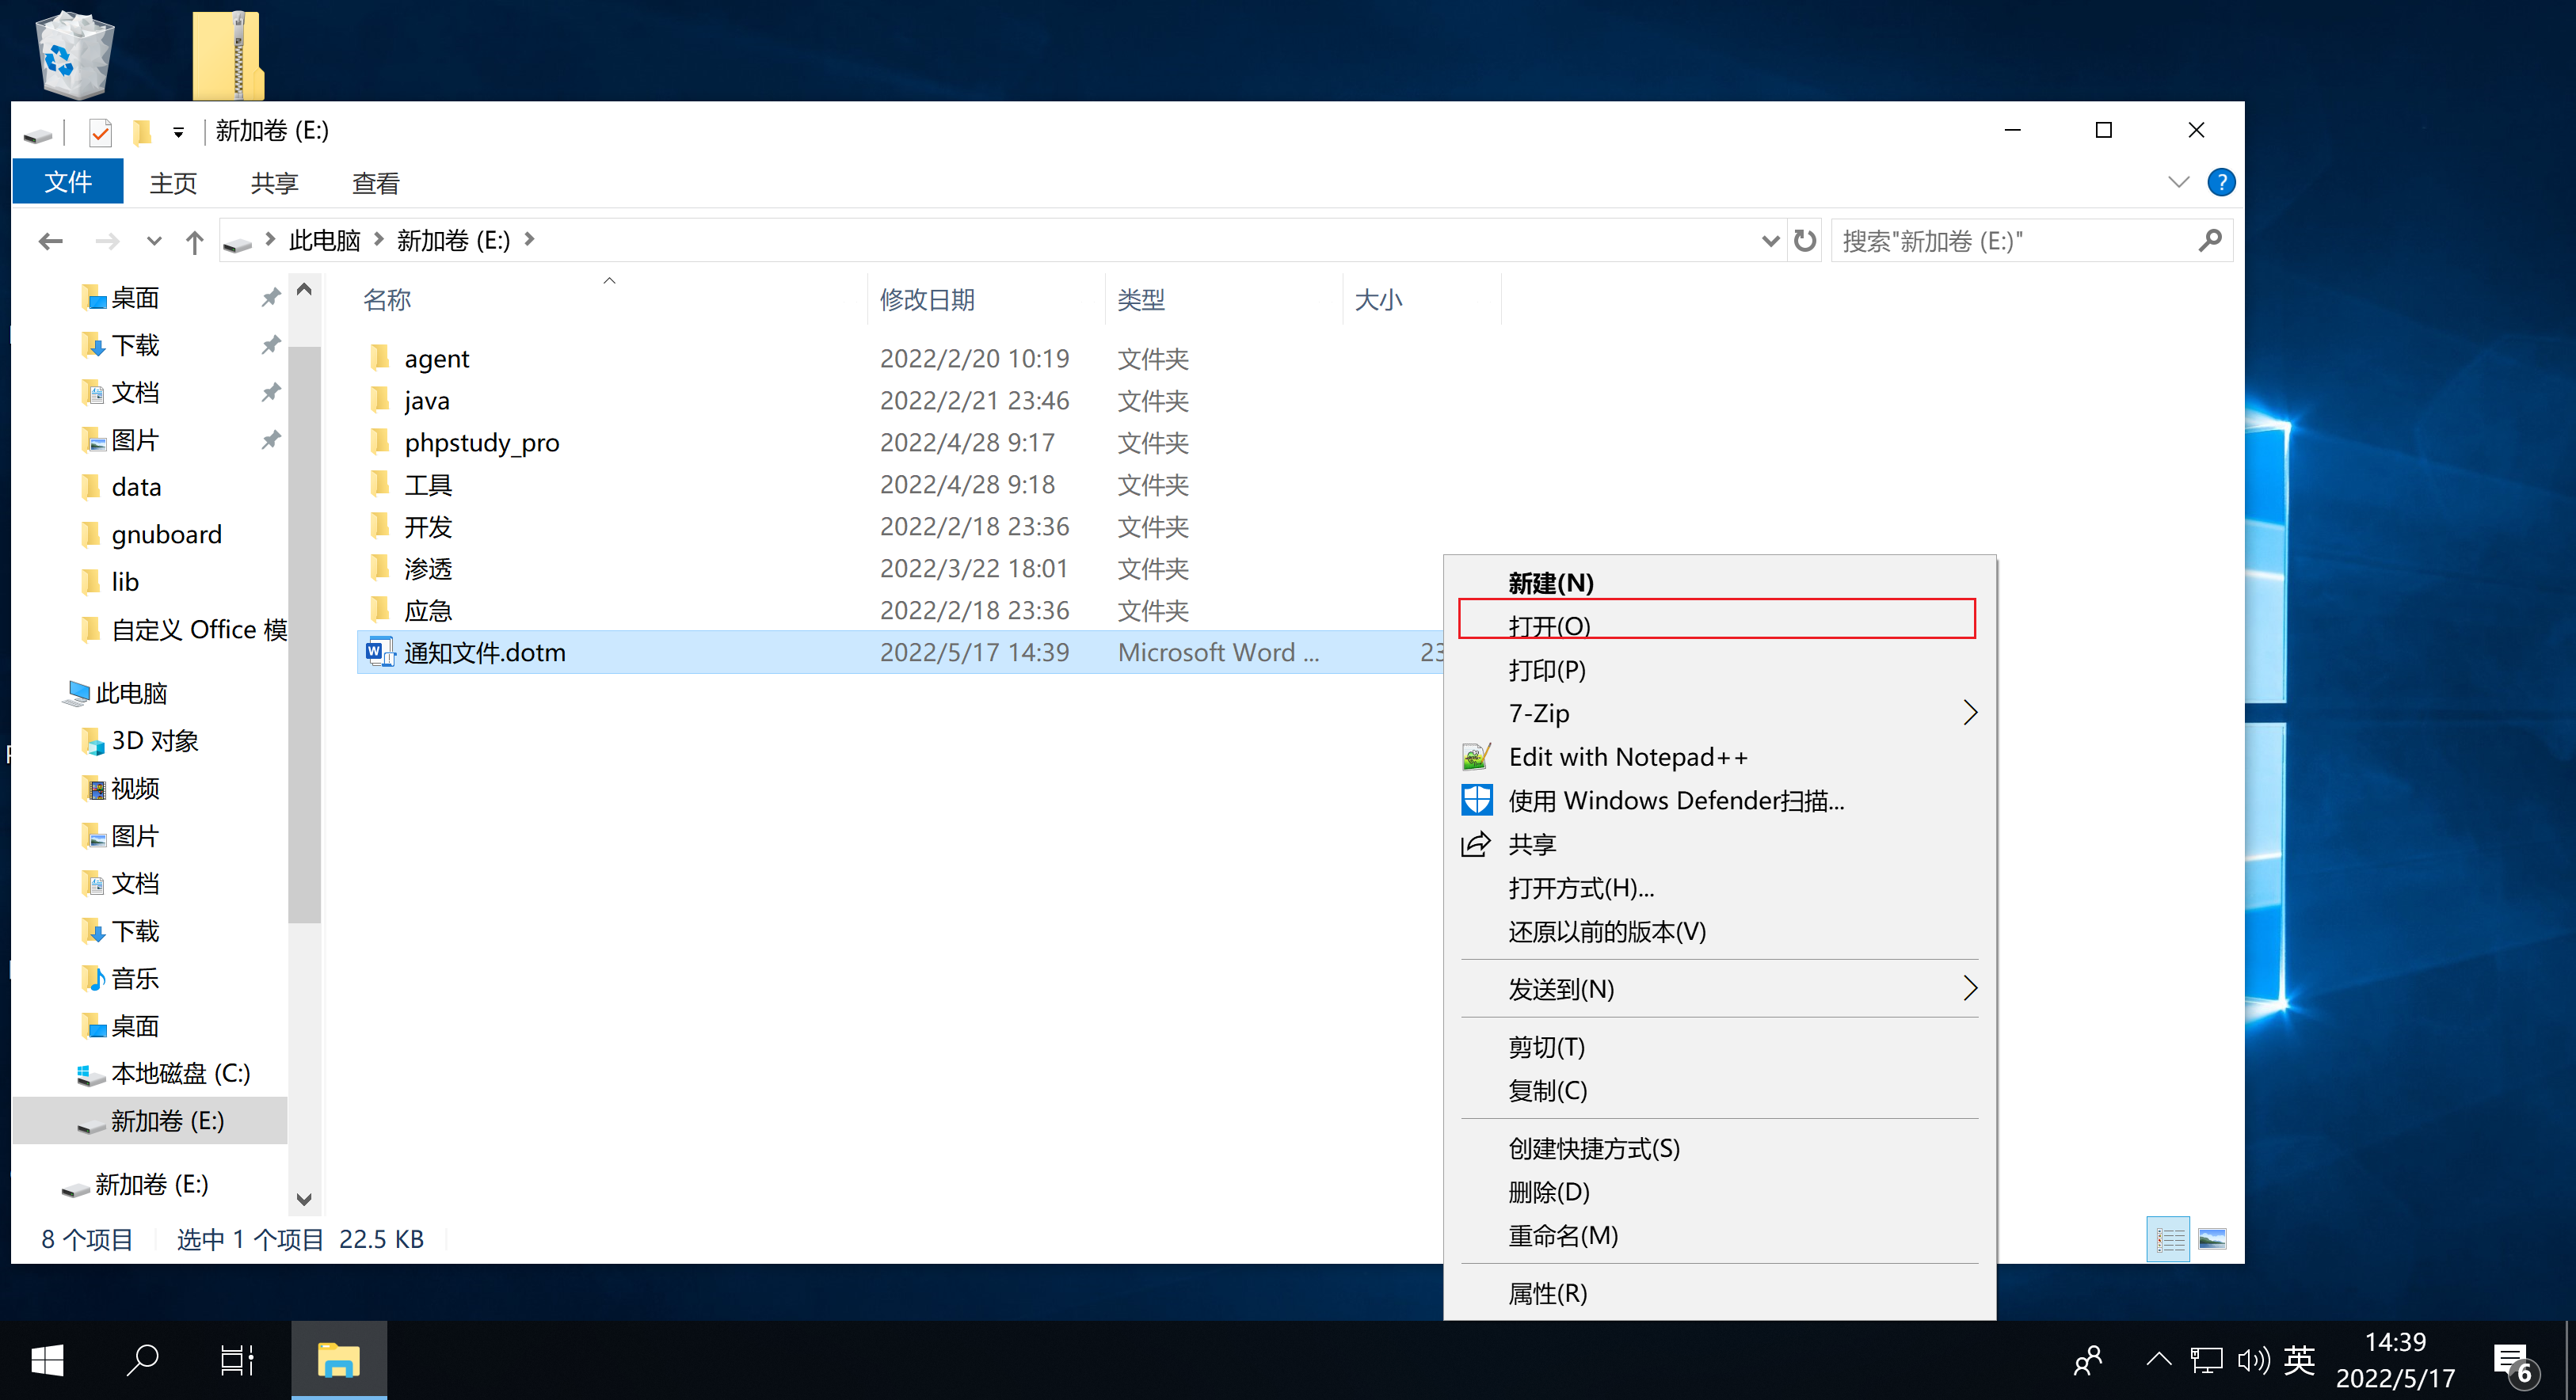 新加卷 (E:)
文件 主页 共享 查看
此电脑 新加卷 (E:) 搜索"新加卷 (E:)"
桌面
下载
文档
图片
data
gnuboard
lib
自定义 Office 模
此电脑
3D 对象
视频
图片
文档
下载
音乐
桌面
本地磁盘 (C:)
新加卷 (E:)
新加卷 (E:)
名称 修改日期 类型 大小
agent 2022/2/20 10:19 文件夹
java 2022/2/21 23:46 文件夹
phpstudy_pro 2022/4/28 9:17 文件夹
工具 2022/4/28 9:18 文件夹
开发 2022/2/18 23:36 文件夹
渗透 2022/3/22 18:01 文件夹
应急 2022/2/18 23:36 文件夹
通知文件.dotm 2022/5/17 14:39 Microsoft Word ... 23
新建(N)
打开(O)
打印(P)
7-Zip
Edit with Notepad++
使用 Windows Defender扫描...
共享
打开方式(H)...
还原以前的版本(V)
发送到(N)
剪切(T)
复制(C)
创建快捷方式(S)
删除(D)
重命名(M)
属性(R)
8 个项目 选中 1 个项目 22.5 KB
英 14:39
2022/5/17
6